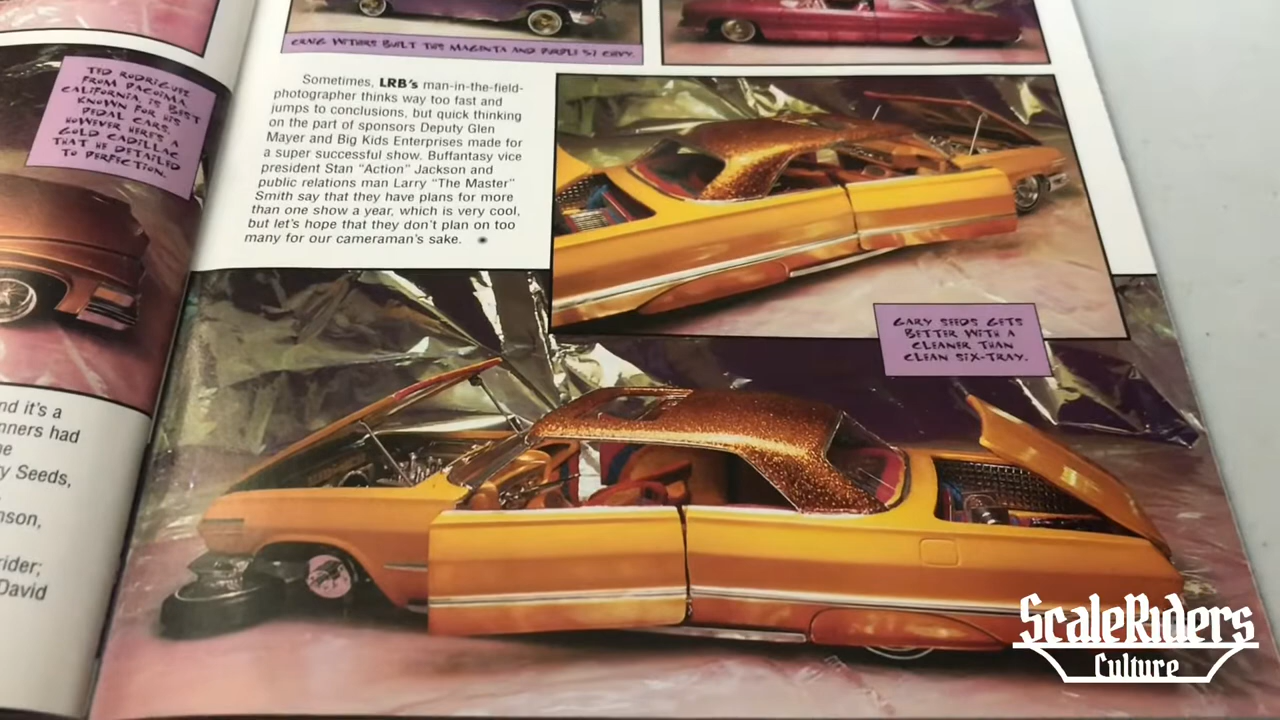 CRAIG WITERS BUILT THIS MAGENTA AND PURPLE 57 CHEVY.
TED RODRIGUEZ
FROM PACOIMA,
CALIFORNIA, IS BEST
KNOWN FOR HIS
PEDAL CARS.
HOWEVER HERE'S A
GOLD CADILLAC
THAT HE DETAILED
TO PERFECTION.
Sometimes, LRB's man-in-the-field-
photographer thinks way too fast and
jumps to conclusions, but quick thinking
on the part of sponsors Deputy Glen
Mayer and Big Kids Enterprises made for
a super successful show. Buffantasy vice
president Stan "Action" Jackson and
public relations man Larry "The Master"
Smith say that they have plans for more
than one show a year, which is very cool,
but let's hope that they don't plan on too
many for our cameraman's sake.
GARY SEEDS GETS
BETTER WITH A
CLEANER THAN
CLEAN SIX-TRAY.
nd it's a
nners had
y Seeds,
nson,
rider;
David
ScaleRiders
Culture